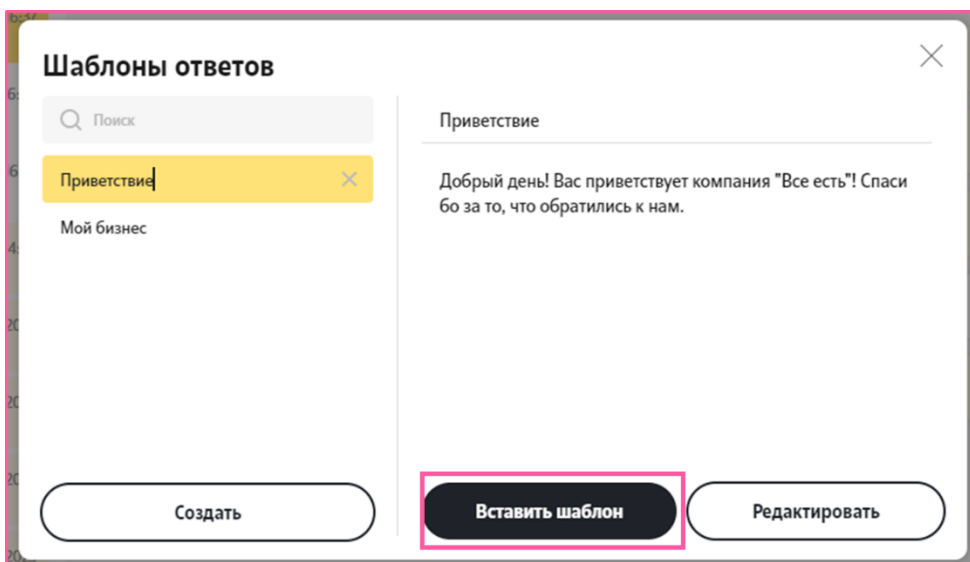 Шаблоны ответов
Поиск
Приветствие
Мой бизнес
Создать
Приветствие
Добрый день! Вас приветствует компания "Все есть"! Спаси
бо за то, что обратились к нам.
Вставить шаблон
Редактировать